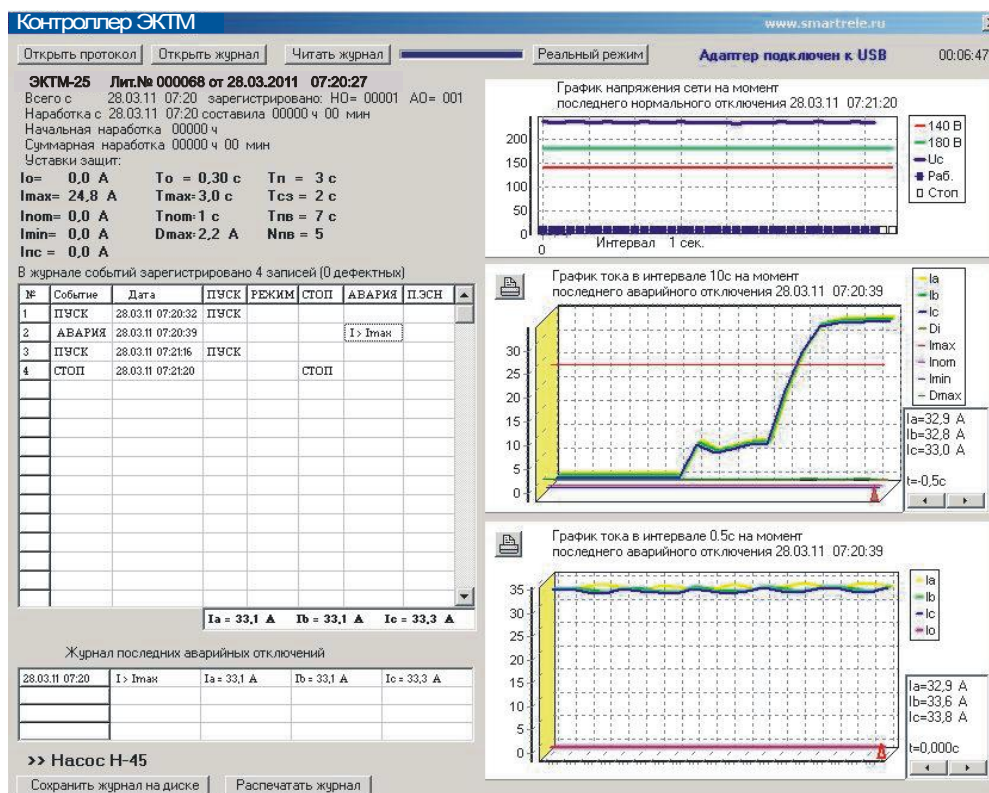 Контроллер ЭКТМ
www.smartrele.ru
Открыть протокол Открыть журнал Читать журнал Реальный режим Адаптер подключен к USB 00:06:47
ЭКТМ-25 Лит.№ 000068 от 28.03.2011 07:20:27
Всего с 28.03.11 07:20 зарегистрировано: НО= 00001 АО= 001
Наработка с 28.03.11 07:20 составила 00000 ч 00 мин
Начальная наработка 00000 ч
Суммарная наработка 00000 ч 00 мин
Уставки защит:
Io= 0,0 A To = 0,30 c Тп = 3 c
Imax= 24,8 A Tmax= 3,0 c Тсз = 2 c
Inom= 0,0 A Tnom= 1 c Тпв = 7 c
Imin= 0,0 A Dmax= 2,2 A Nпв = 5
Inc = 0,0 A
В журнале событий зарегистрировано 4 записей (0 дефектных)
№ Событие Дата ПУСК РЕЖИМ СТОП АВАРИЯ П.ЭСН
1 ПУСК 28.03.11 07:20:32 ПУСК
2 АВАРИЯ 28.03.11 07:20:39 I > Imax
3 ПУСК 28.03.11 07:21:16 ПУСК
4 СТОП 28.03.11 07:21:20 СТОП
Ia = 33,1 A Ib = 33,1 A Ic = 33,3 A
Журнал последних аварийных отключений
28.03.11 07:20 I > Imax Ia = 33,1 A Ib = 33,1 A Ic = 33,3 A
>> Насос Н-45
Сохранить журнал на диске Распечатать журнал
График напряжения сети на момент
последнего нормального отключения 28.03.11 07:21:20
200
150
100
50
0
0
Интервал 1 сек.
140 В
180 В
Uc
Раб.
Стоп
График тока в интервале 10с на момент
последнего аварийного отключения 28.03.11 07:20:39
30
25
20
15
10
5
0
Ia
Ib
Ic
Di
Imax
Inom
Imin
Dmax
Ia=32,9 A
Ib=32,8 A
Ic=33,0 A
t=-0,5c
График тока в интервале 0.5с на момент
последнего аварийного отключения 28.03.11 07:20:39
35
30
25
20
15
10
5
0
Ia
Ib
Ic
Io
Ia=32,9 A
Ib=33,6 A
Ic=33,8 A
t=0,000c